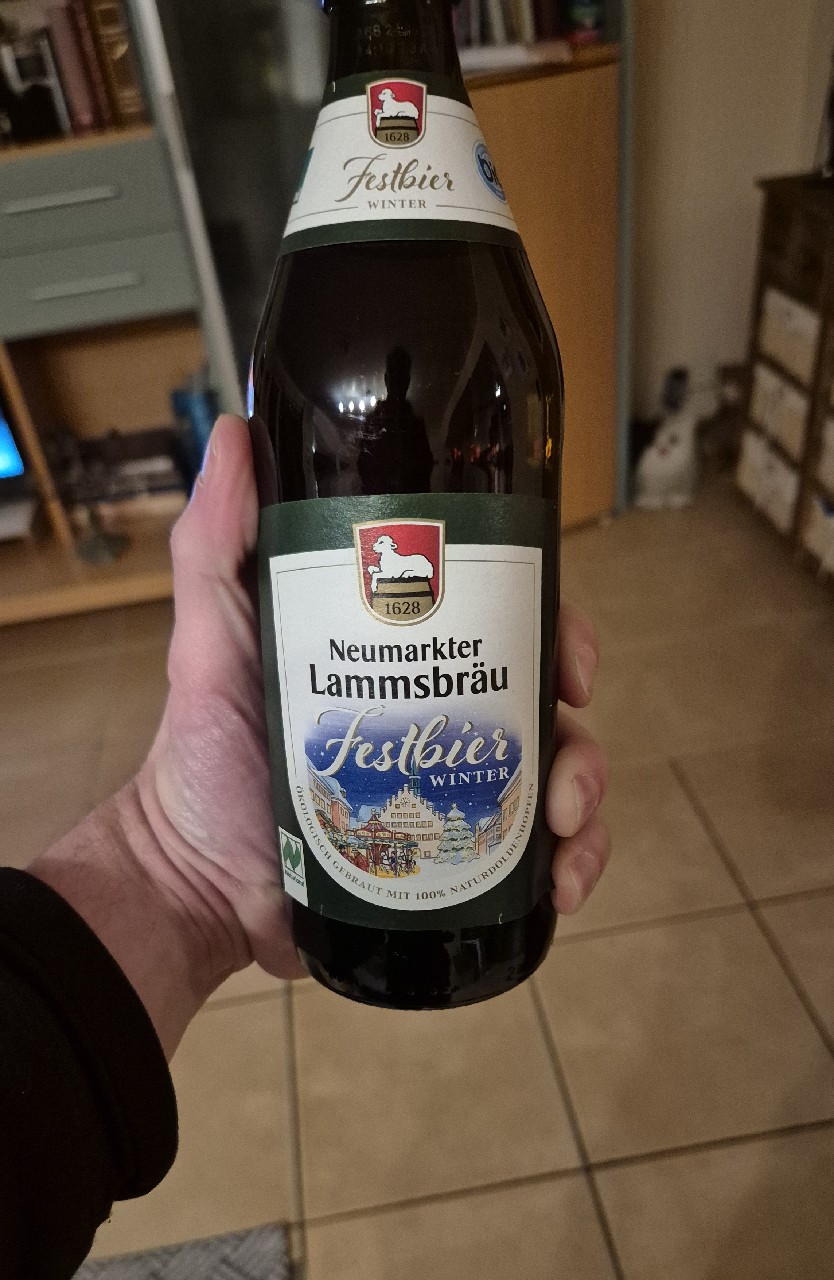 1628
Festbier
WINTER
1628
Neumarkter
Lammsbräu
Festbier
WINTER
ÖKOLOGISCH GEBRAUT MIT 100% NATURDOLDENHOPFEN